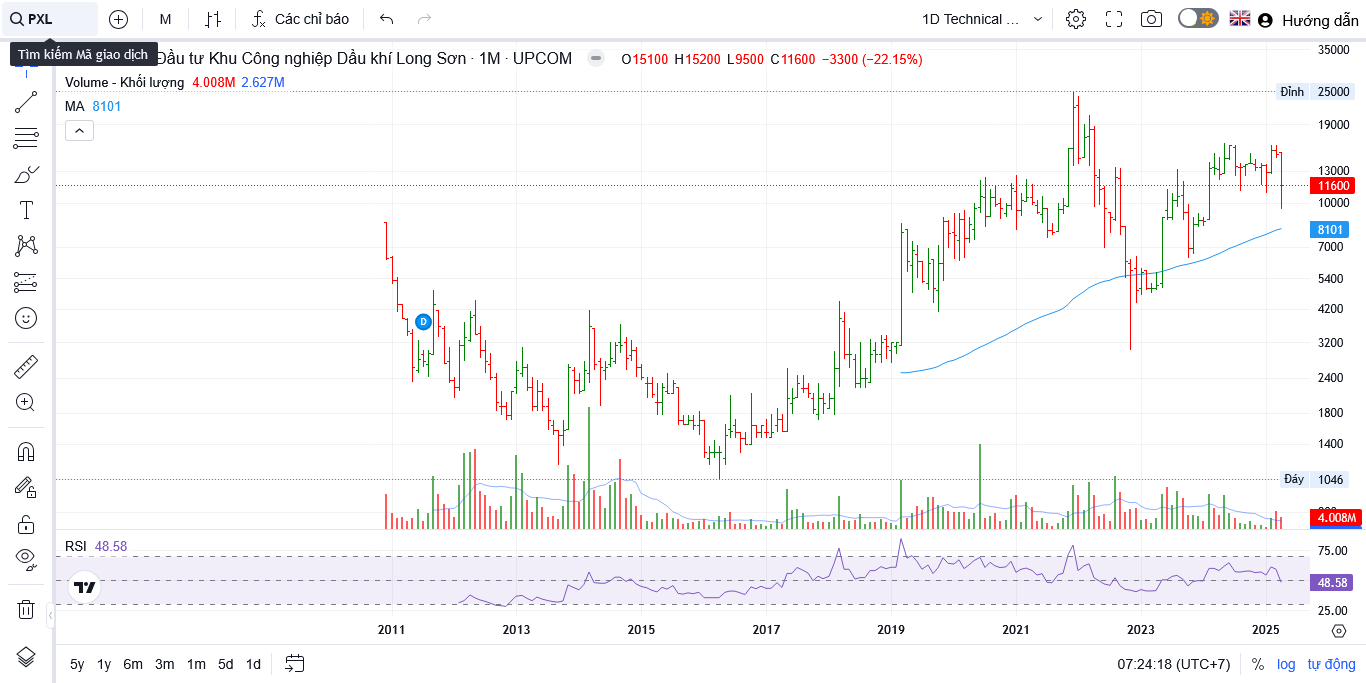 PXL
M
Các chỉ báo
1D Technical ...
Hướng dẫn
Tìm kiếm Mã giao dịch
Đầu tư Khu Công nghiệp Dầu khí Long Sơn · 1M · UPCOM
O15100 H15200 L9500 C11600 −3300 (−22.15%)
Volume - Khối lượng 4.008M 2.627M
MA 8101
35000
Đỉnh 25000
19000
13000
11600
10000
8101
7000
5400
4200
3200
2400
1800
1400
Đáy 1046
4.008M
D
RSI 48.58
75.00
48.58
25.00
2011 2013 2015 2017 2019 2021 2023 2025
5y 1y 6m 3m 1m 5d 1d
07:24:18 (UTC+7) % log tự động